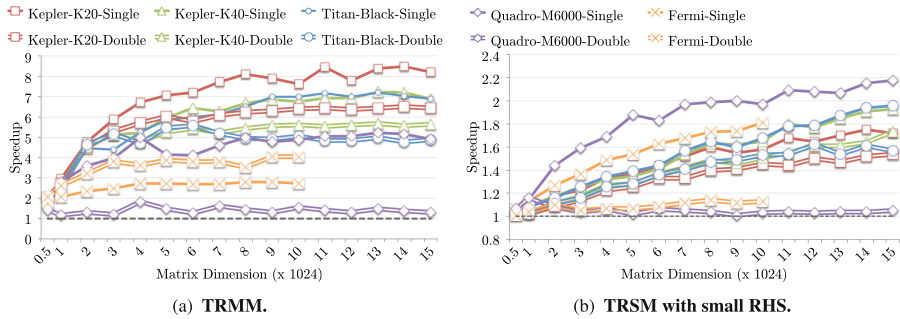 Kepler-K20-Single Kepler-K40-Single Titan-Black-Single Quadro-M6000-Single Fermi-Single
Kepler-K20-Double Kepler-K40-Double Titan-Black-Double Quadro-M6000-Double Fermi-Double
Speedup
9
8
7
6
5
4
3
2
1
0
0.5 1 2 3 4 5 6 7 8 9 10 11 12 13 14 15
Matrix Dimension (x 1024)
(a) TRMM.
Speedup
2.4
2.2
2
1.8
1.6
1.4
1.2
1
0.8
0.5 1 2 3 4 5 6 7 8 9 10 11 12 13 14 15
Matrix Dimension (x 1024)
(b) TRSM with small RHS.